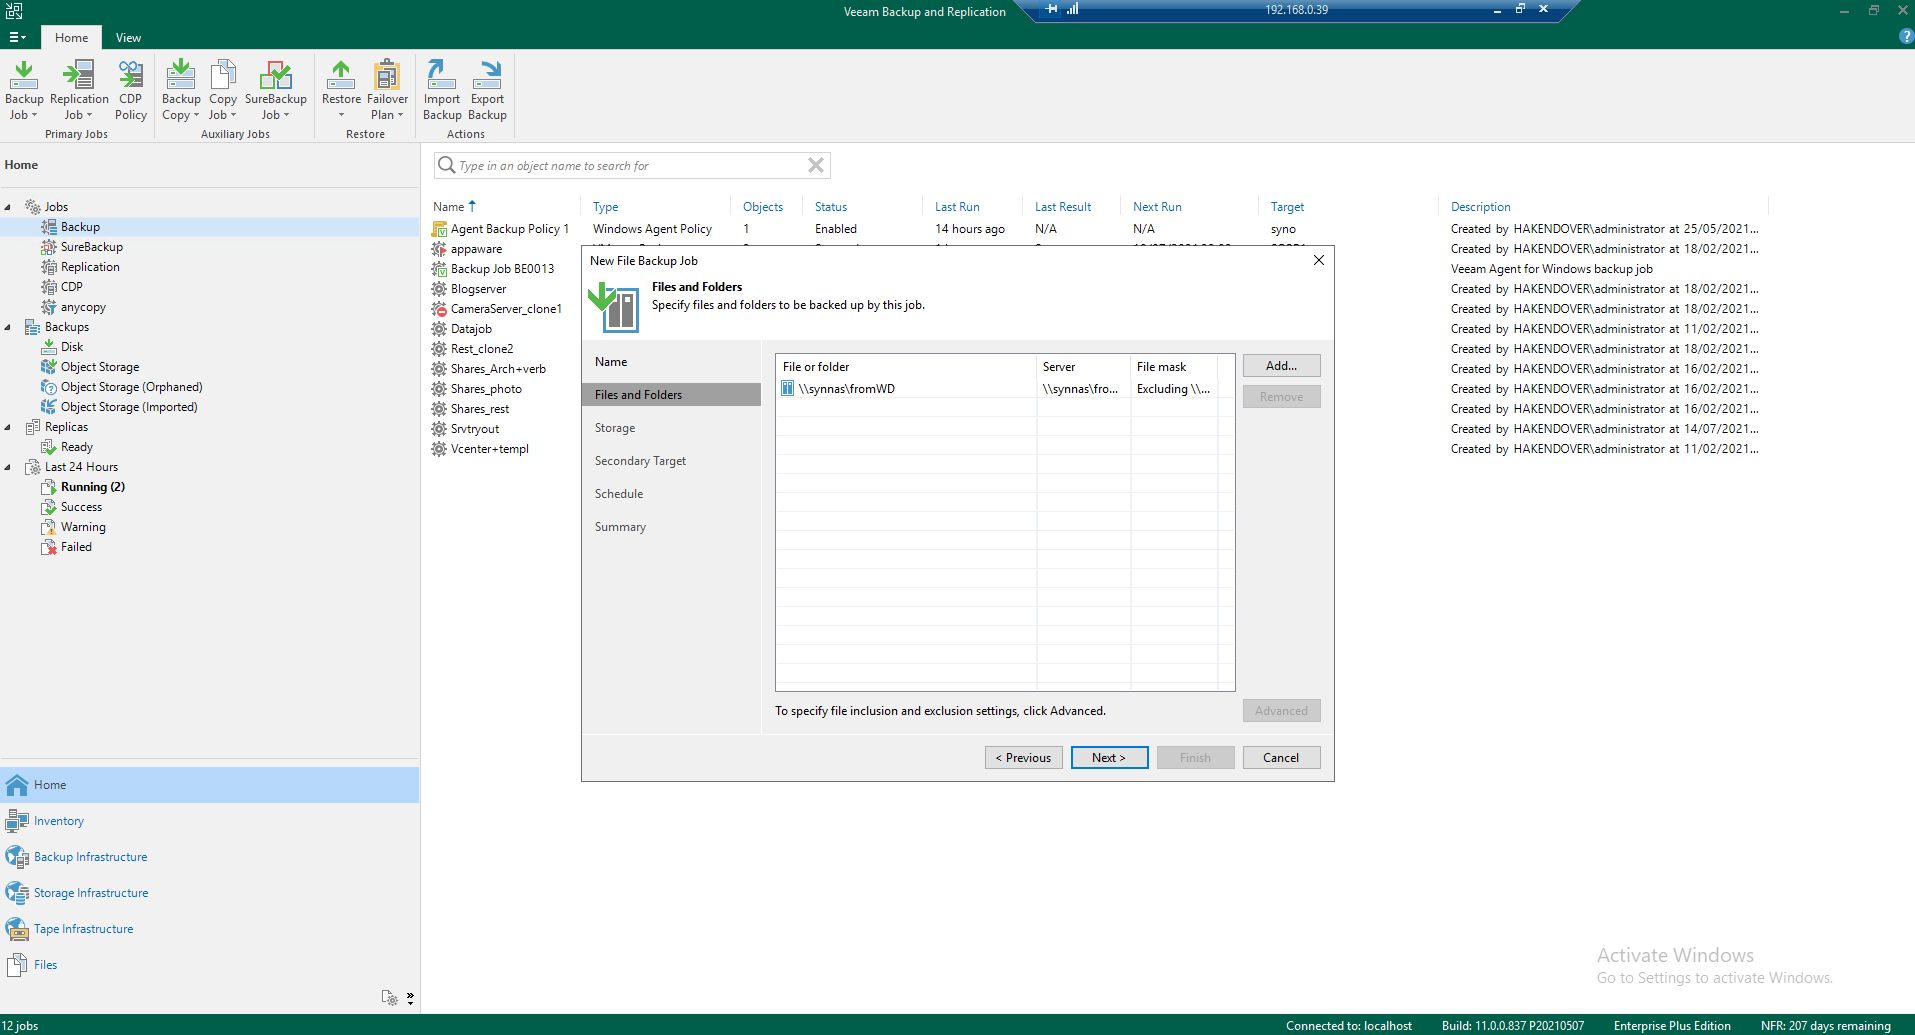 Veeam Backup and Replication
192.168.0.39
Home
View
Backup Job
Replication Job
CDP Policy
Primary Jobs
Backup Copy
Copy Job
SureBackup Job
Auxiliary Jobs
Restore
Failover Plan
Restore
Import Backup
Export Backup
Actions
Home
Jobs
Backup
SureBackup
Replication
CDP
anycopy
Backups
Disk
Object Storage
Object Storage (Orphaned)
Object Storage (Imported)
Replicas
Ready
Last 24 Hours
Running (2)
Success
Warning
Failed
Home
Inventory
Backup Infrastructure
Storage Infrastructure
Tape Infrastructure
Files
Type in an object name to search for
Name Type Objects Status Last Run Last Result Next Run Target Description
Agent Backup Policy 1 Windows Agent Policy 1 Enabled 14 hours ago N/A N/A syno Created by HAKENDOVER\administrator at 25/05/2021...
appaware Created by HAKENDOVER\administrator at 18/02/2021...
Backup Job BE0013 Veeam Agent for Windows backup job
Blogserver Created by HAKENDOVER\administrator at 18/02/2021...
CameraServer_clone1 Created by HAKENDOVER\administrator at 18/02/2021...
Datajob Created by HAKENDOVER\administrator at 11/02/2021...
Rest_clone2 Created by HAKENDOVER\administrator at 18/02/2021...
Shares_Arch+verb Created by HAKENDOVER\administrator at 16/02/2021...
Shares_photo Created by HAKENDOVER\administrator at 16/02/2021...
Shares_rest Created by HAKENDOVER\administrator at 16/02/2021...
Srvtryout Created by HAKENDOVER\administrator at 14/07/2021...
Vcenter+templ Created by HAKENDOVER\administrator at 11/02/2021...
New File Backup Job
Files and Folders
Specify files and folders to be backed up by this job.
Name
Files and Folders
Storage
Secondary Target
Schedule
Summary
File or folder Server File mask
\\synnas\fromWD \\synnas\fro... Excluding \\...
Add...
Remove
To specify file inclusion and exclusion settings, click Advanced.
Advanced
< Previous
Next >
Finish
Cancel
Activate Windows
Go to Settings to activate Windows.
12 jobs
Connected to: localhost
Build: 11.0.0.837 P20210507
Enterprise Plus Edition
NFR: 207 days remaining